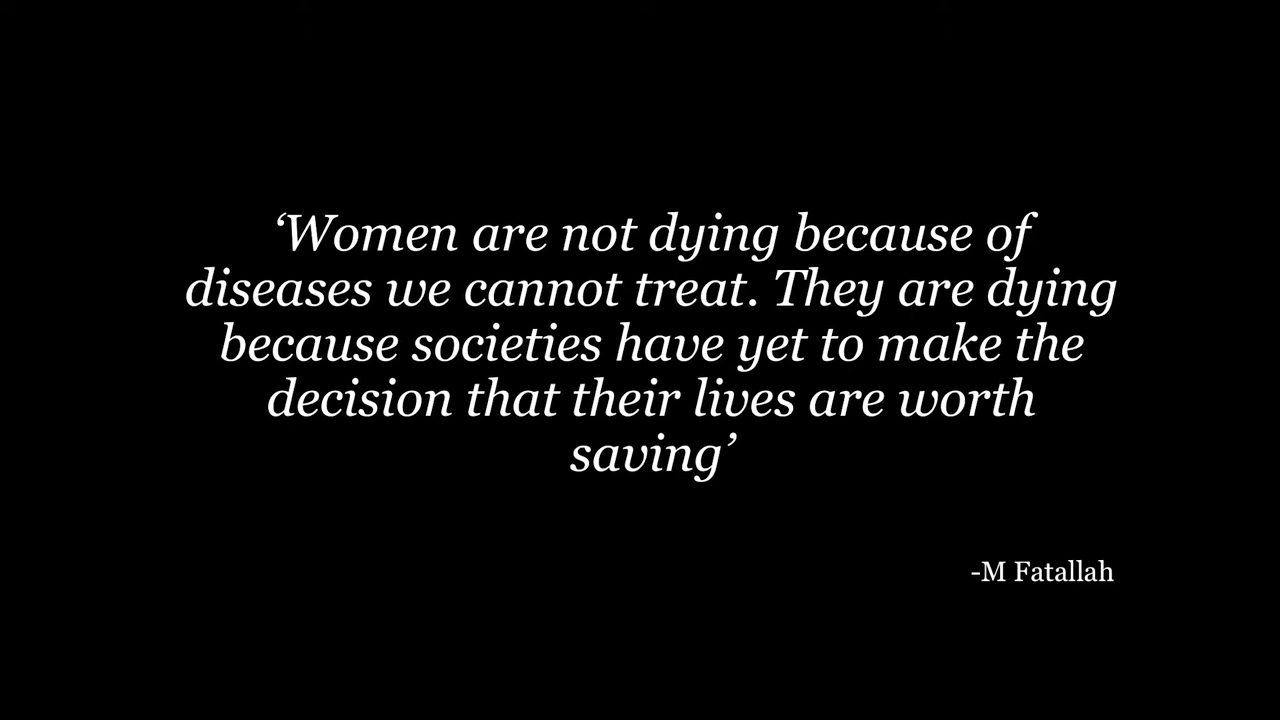 ‘Women are not dying because of
diseases we cannot treat. They are dying
because societies have yet to make the
decision that their lives are worth
saving’
-M Fatallah